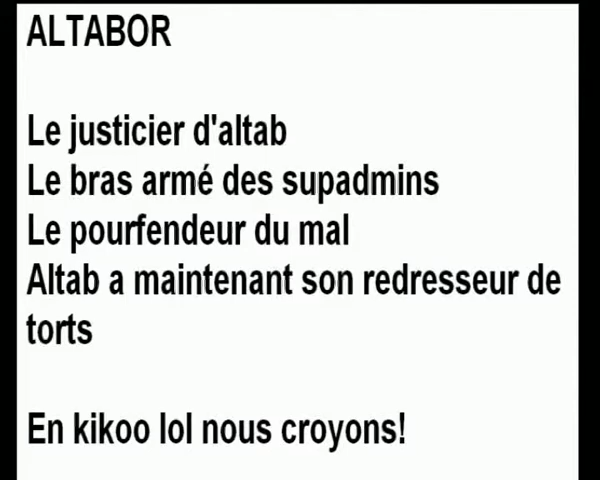 ALTABOR
Le justicier d'altab
Le bras armé des supadmins
Le pourfendeur du mal
Altab a maintenant son redresseur de
torts
En kikoo lol nous croyons!